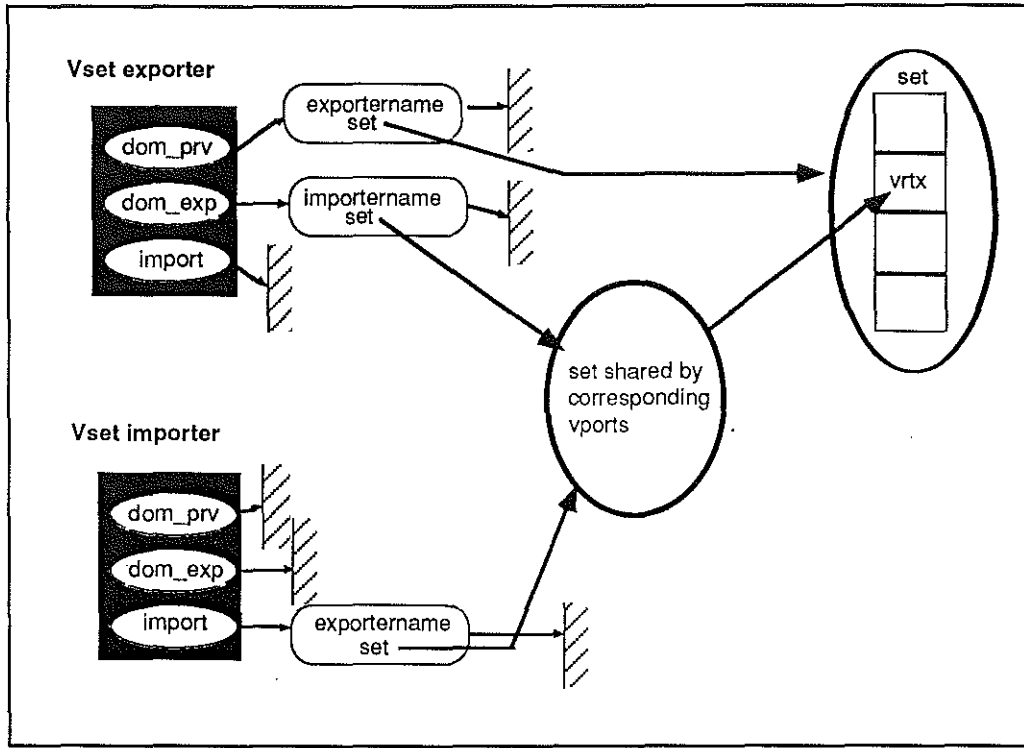 Vset exporter
dom_prv
dom_exp
import
exportername
set
importername
set
set
vrtx
set shared by
corresponding
vports
Vset importer
dom_prv
dom_exp
import
exportername
set